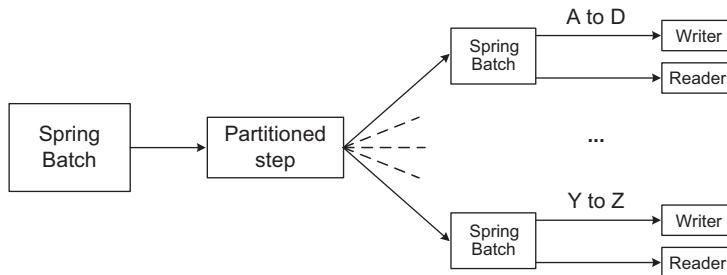 Spring
Batch
Partitioned
step
Spring
Batch
A to D
Writer
Reader
...
Spring
Batch
Y to Z
Writer
Reader